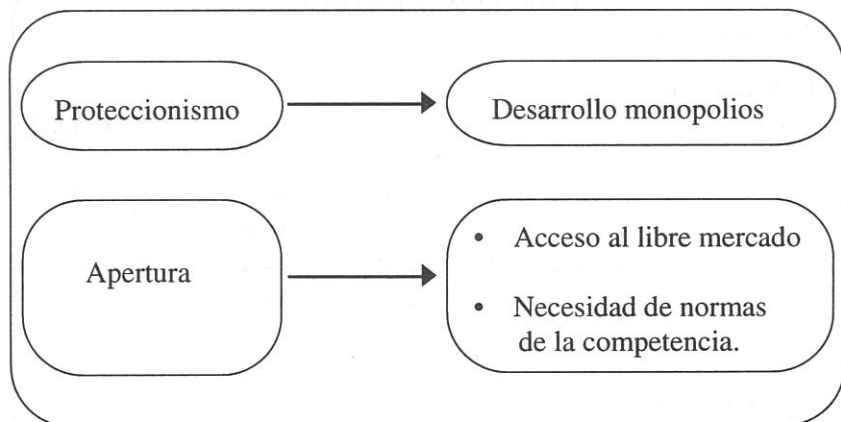 Proteccionismo
Desarrollo monopolios
Apertura
• Acceso al libre mercado
• Necesidad de normas
de la competencia.